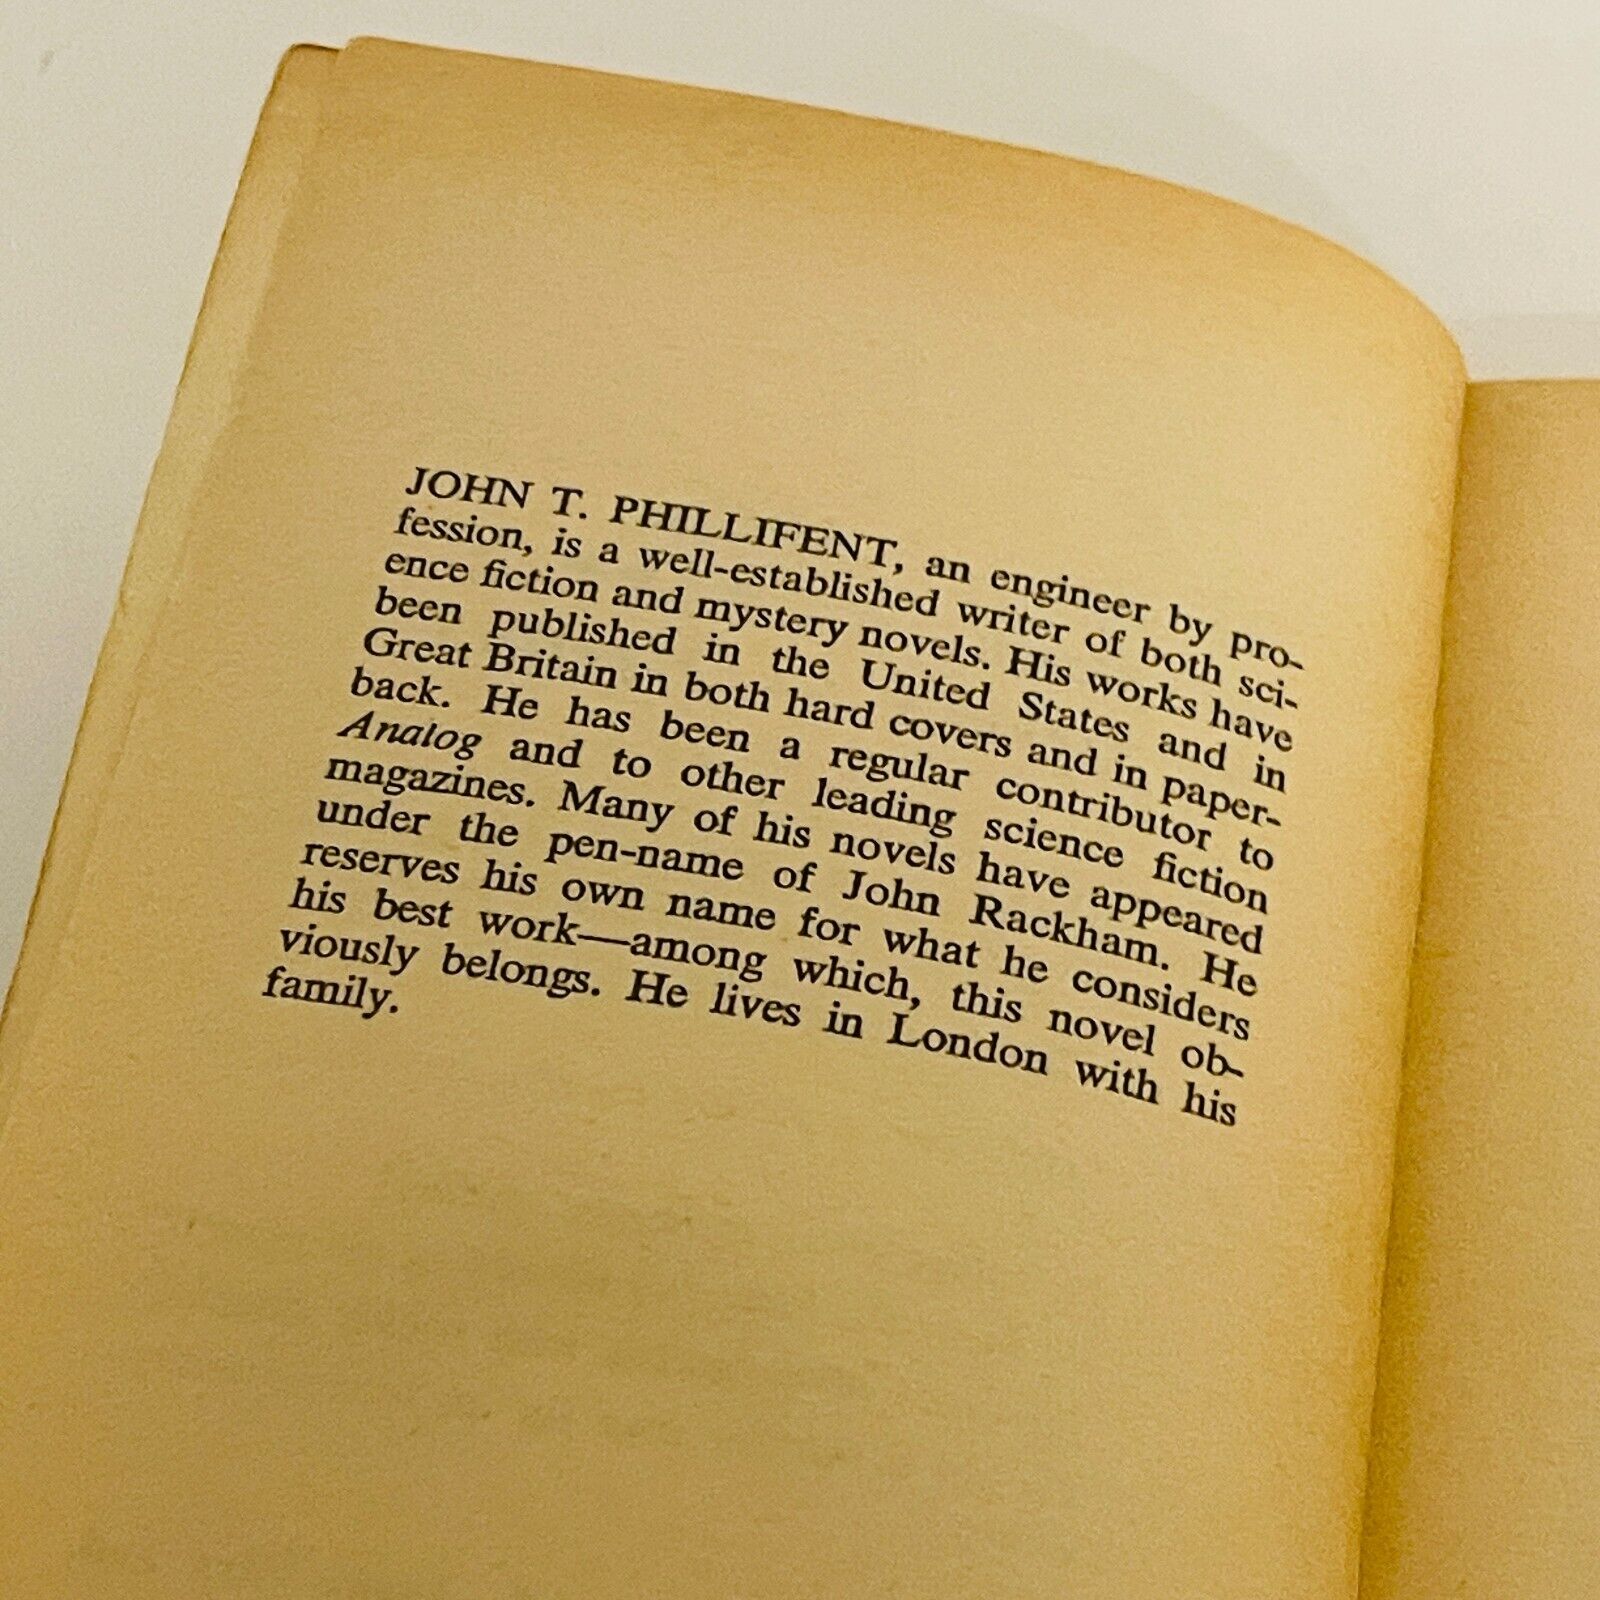 JOHN T. PHILLIFENT, an engineer by pro-
fession, is a well-established writer of both sci-
ence fiction and mystery novels. His works have
been published in the United States and in
Great Britain in both hard covers and in paper-
back. He has been a regular contributor to
Analog and to other leading science fiction
magazines. Many of his novels have appeared
under the pen-name of John Rackham. He
reserves his own name for what he considers
his best work—among which, this novel ob-
viously belongs. He lives in London with his
family.